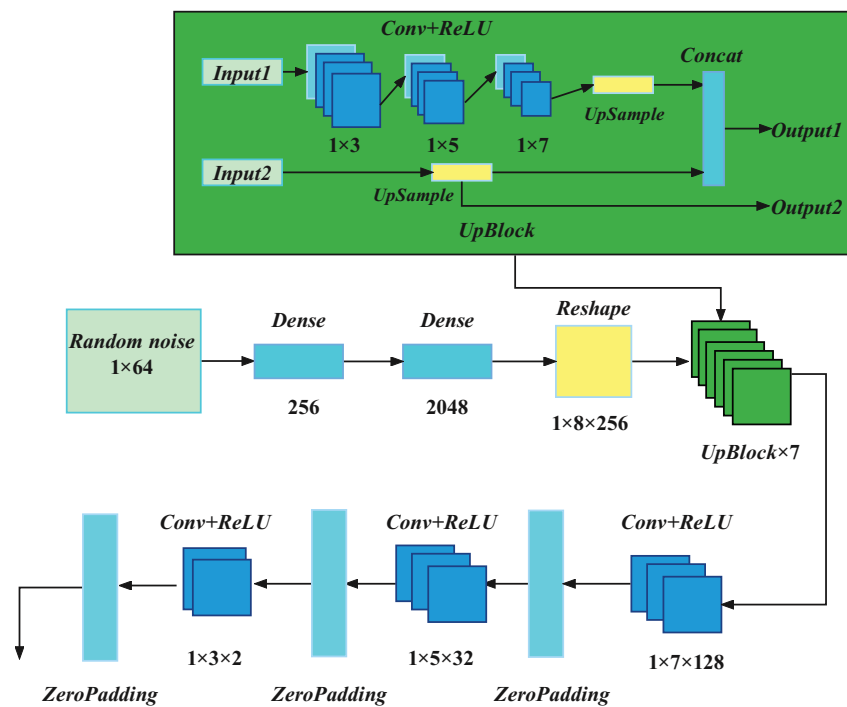 Conv+ReLU
Input1
Concat
UpSample
1×3
1×5
1×7
Output1
Input2
UpSample
Output2
UpBlock
Random noise
1×64
Dense
256
Dense
2048
Reshape
1×8×256
UpBlock×7
Conv+ReLU
Conv+ReLU
Conv+ReLU
1×3×2
1×5×32
1×7×128
ZeroPadding
ZeroPadding
ZeroPadding